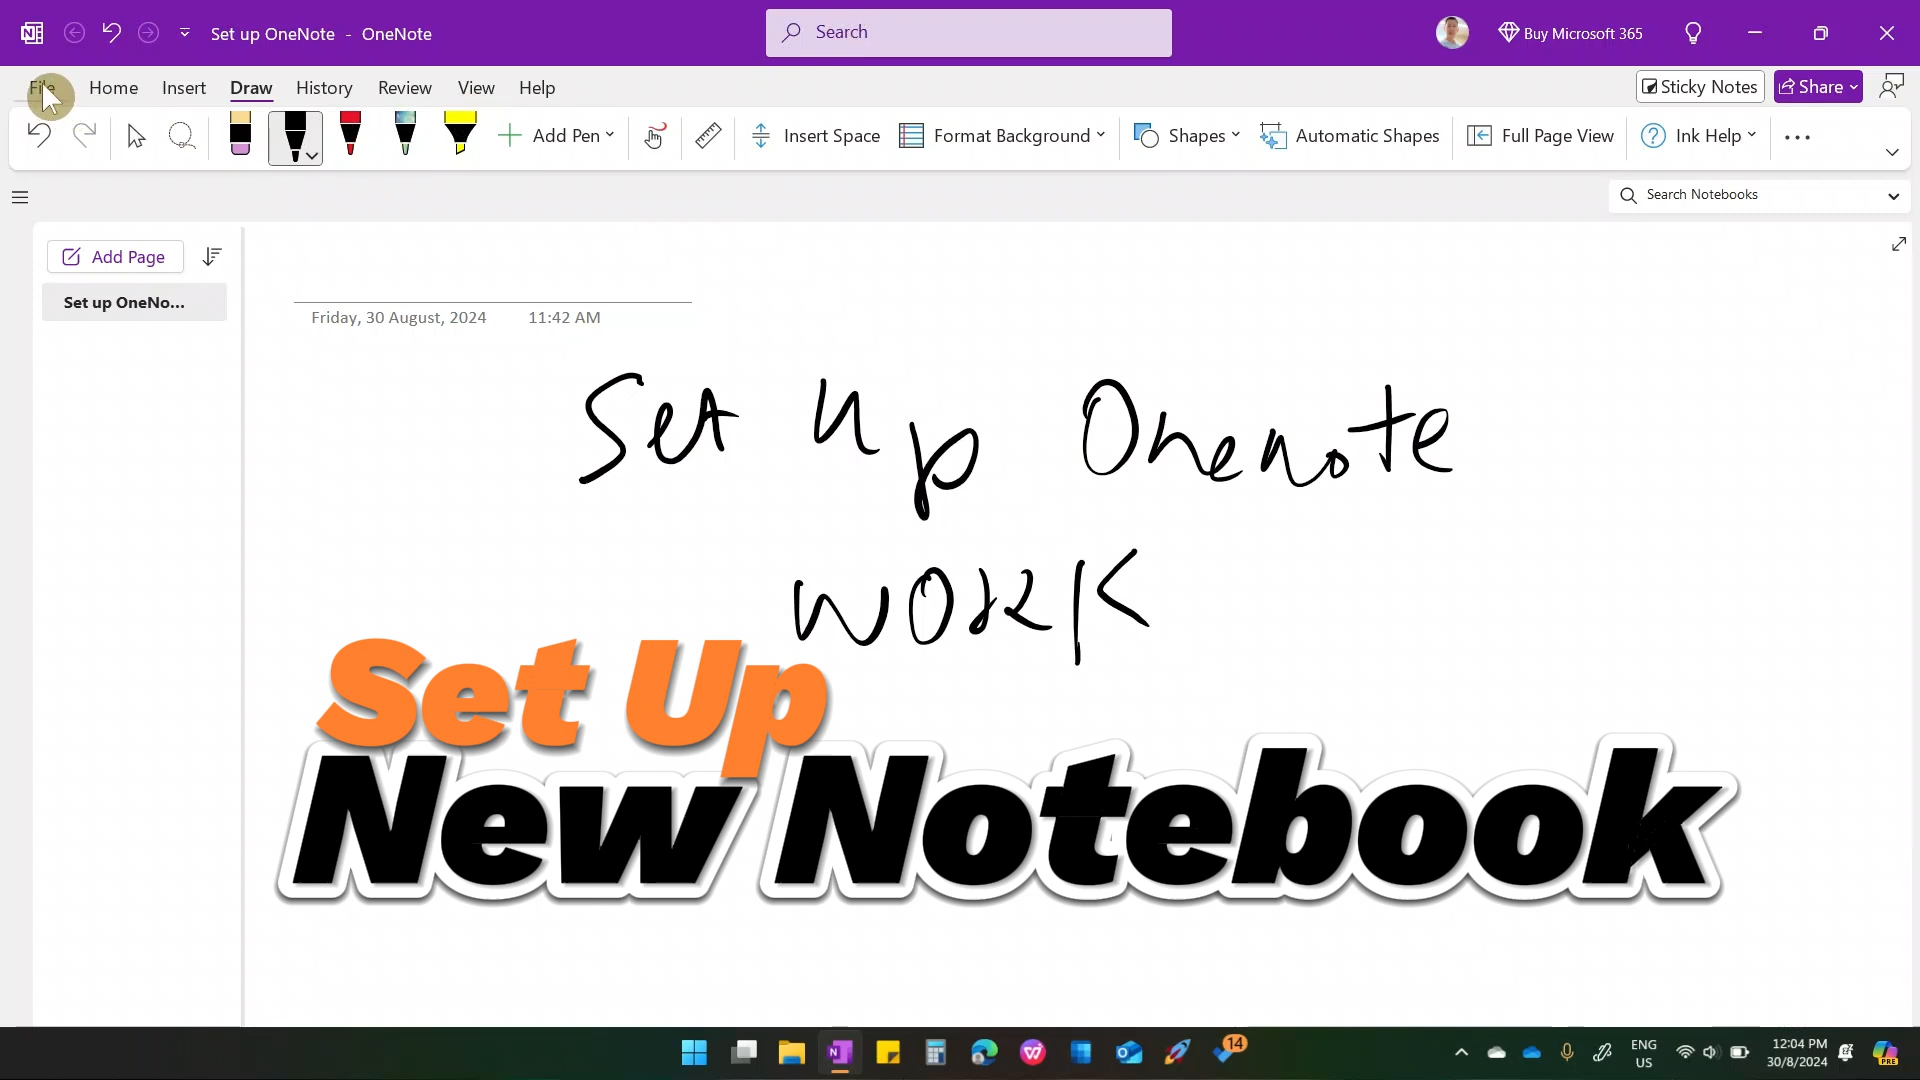 Set up OneNote - OneNote
Search
Buy Microsoft 365
File Home Insert Draw History Review View Help
Sticky Notes
Share
Add Pen
Insert Space
Format Background
Shapes
Automatic Shapes
Full Page View
Ink Help
Search Notebooks
Add Page
Set up OneNo...
Friday, 30 August, 2024 11:42 AM
Set Up Onenote
WORK
Set Up
New Notebook
14
ENG
US
12:04 PM
30/8/2024
PRE